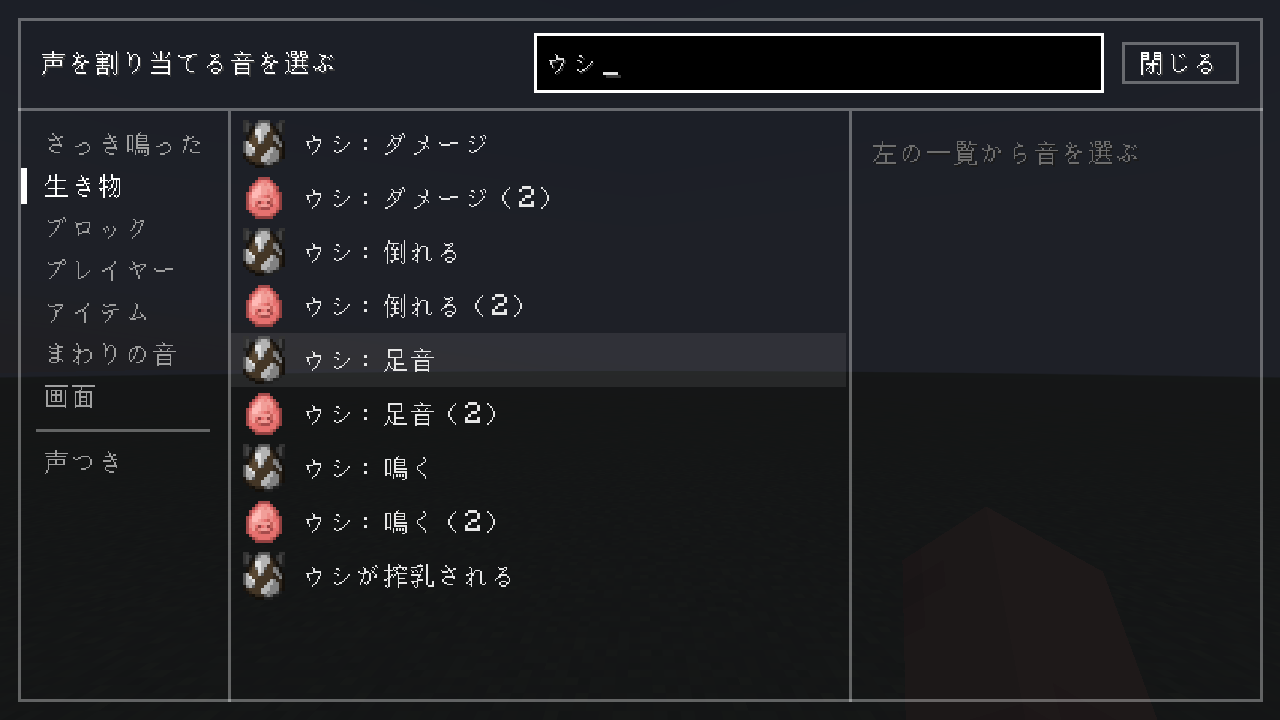 声を割り当てる音を選ぶ
ウシ_
閉じる
さっき鳴った
生き物
ブロック
プレイヤー
アイテム
まわりの音
画面
声つき
ウシ：ダメージ
ウシ：ダメージ（2）
ウシ：倒れる
ウシ：倒れる（2）
ウシ：足音
ウシ：足音（2）
ウシ：鳴く
ウシ：鳴く（2）
ウシが搾乳される
左の一覧から音を選ぶ